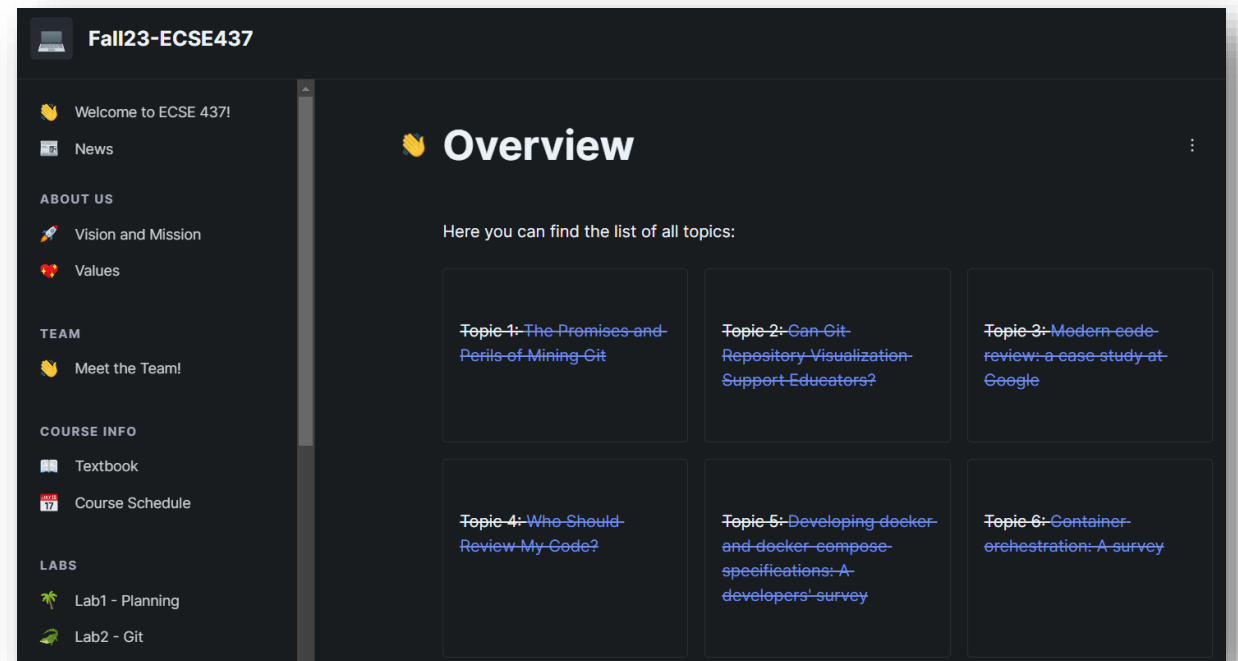 Fall23-ECSE437
Welcome to ECSE 437!
News
ABOUT US
Vision and Mission
Values
TEAM
Meet the Team!
COURSE INFO
Textbook
Course Schedule
LABS
Lab1 - Planning
Lab2 - Git
Overview
Here you can find the list of all topics:
Topic 1: The Promises and
Perils of Mining Git
Topic 2: Can Git
Repository Visualization
Support Educators?
Topic 3: Modern code
review: a case study at
Google
Topic 4: Who Should
Review My Code?
Topic 5: Developing docker
and docker-compose
specifications: A
developers' survey
Topic 6: Container
orchestration: A survey